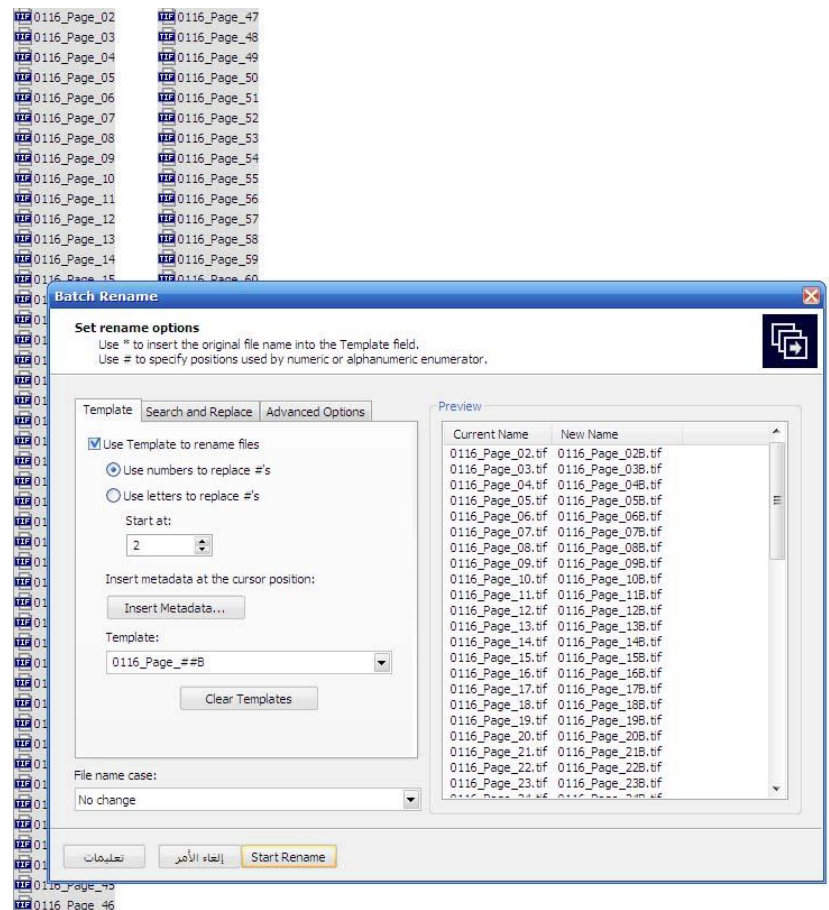 0116_Page_02
0116_Page_03
0116_Page_04
0116_Page_05
0116_Page_06
0116_Page_07
0116_Page_08
0116_Page_09
0116_Page_10
0116_Page_11
0116_Page_12
0116_Page_13
0116_Page_14
0116_Page_15
0116_Page_45
0116_Page_46
0116_Page_47
0116_Page_48
0116_Page_49
0116_Page_50
0116_Page_51
0116_Page_52
0116_Page_53
0116_Page_54
0116_Page_55
0116_Page_56
0116_Page_57
0116_Page_58
0116_Page_59
0116_Page_60
Batch Rename
Set rename options
Use * to insert the original file name into the Template field.
Use # to specify positions used by numeric or alphanumeric enumerator.
Template Search and Replace Advanced Options
Use Template to rename files
Use numbers to replace #'s
Use letters to replace #'s
Start at:
2
Insert metadata at the cursor position:
Insert Metadata...
Template:
0116_Page_##B
Clear Templates
File name case:
No change
Preview
Current Name New Name
0116_Page_02.tif 0116_Page_02B.tif
0116_Page_03.tif 0116_Page_03B.tif
0116_Page_04.tif 0116_Page_04B.tif
0116_Page_05.tif 0116_Page_05B.tif
0116_Page_06.tif 0116_Page_06B.tif
0116_Page_07.tif 0116_Page_07B.tif
0116_Page_08.tif 0116_Page_08B.tif
0116_Page_09.tif 0116_Page_09B.tif
0116_Page_10.tif 0116_Page_10B.tif
0116_Page_11.tif 0116_Page_11B.tif
0116_Page_12.tif 0116_Page_12B.tif
0116_Page_13.tif 0116_Page_13B.tif
0116_Page_14.tif 0116_Page_14B.tif
0116_Page_15.tif 0116_Page_15B.tif
0116_Page_16.tif 0116_Page_16B.tif
0116_Page_17.tif 0116_Page_17B.tif
0116_Page_18.tif 0116_Page_18B.tif
0116_Page_19.tif 0116_Page_19B.tif
0116_Page_20.tif 0116_Page_20B.tif
0116_Page_21.tif 0116_Page_21B.tif
0116_Page_22.tif 0116_Page_22B.tif
0116_Page_23.tif 0116_Page_23B.tif
0116_Page_24.tif 0116_Page_24B.tif
تعليمات
إلغاء الأمر
Start Rename